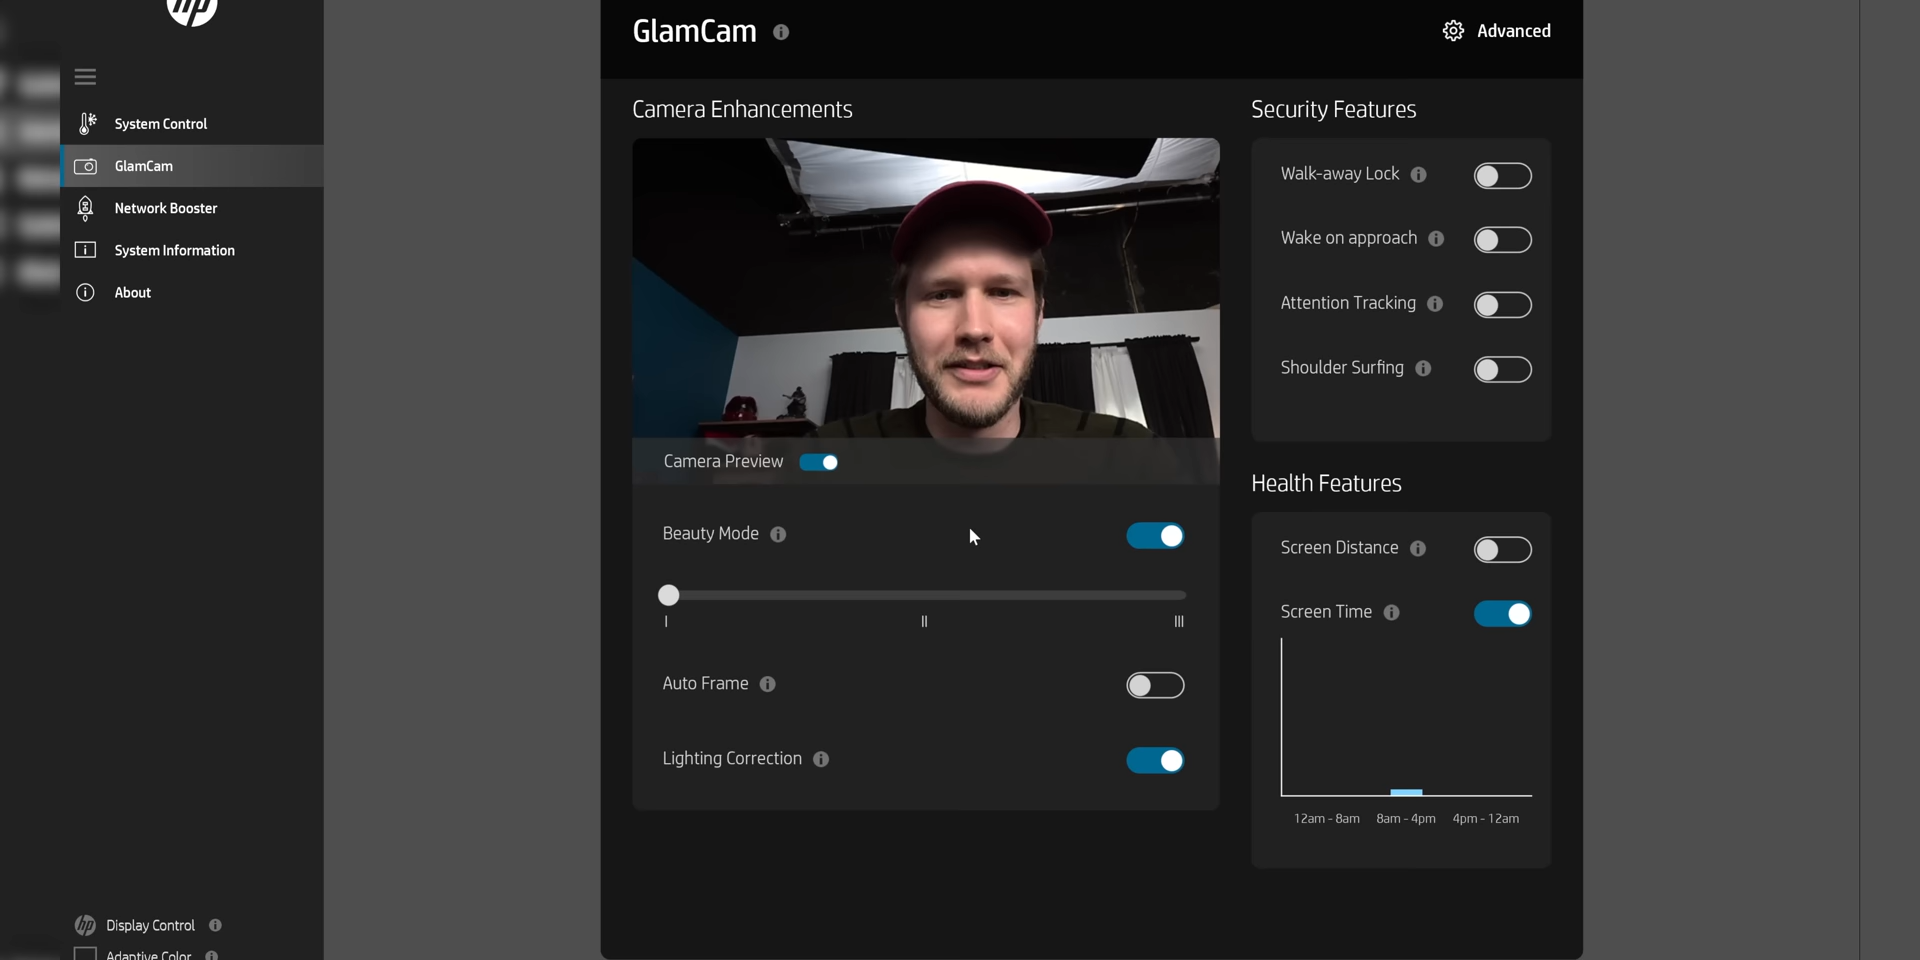 hp
System Control
GlamCam
Network Booster
System Information
About
hp Display Control
Adaptive Color
GlamCam
Advanced
Camera Enhancements
Camera Preview
Beauty Mode
I II III
Auto Frame
Lighting Correction
Security Features
Walk-away Lock
Wake on approach
Attention Tracking
Shoulder Surfing
Health Features
Screen Distance
Screen Time
12am - 8am 8am - 4pm 4pm - 12am